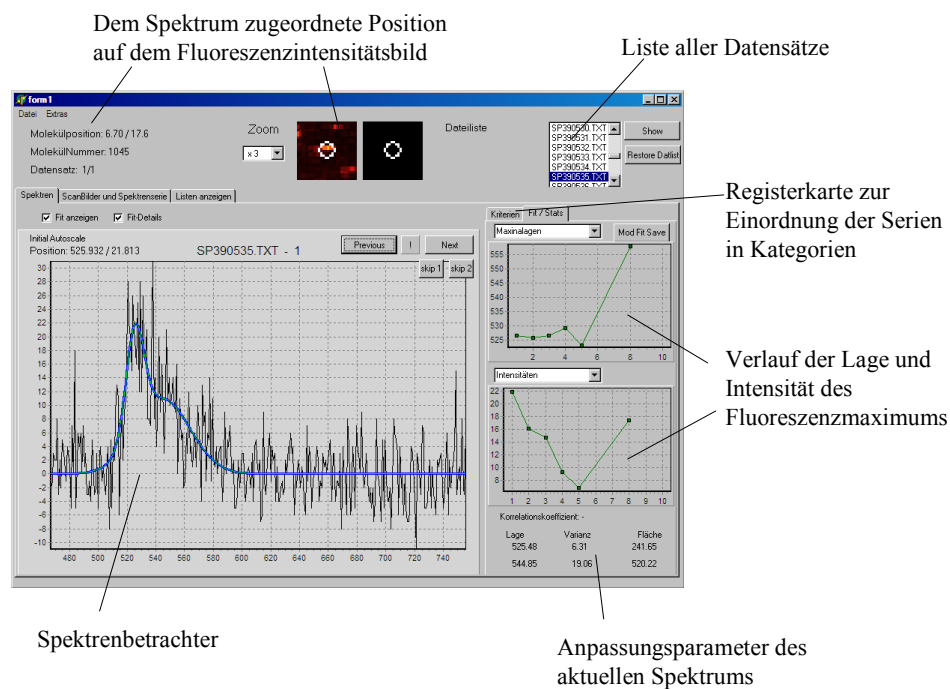 Dem Spektrum zugeordnete Position
auf dem Fluoreszenzintensitätsbild
Liste aller Datensätze
form1
Datei Extras
Molekülposition: 6.70 / 17.6
MolekülNummer: 1045
Datensatz: 1/1
Zoom
x 3
Dateiliste
SP390530.TXT
SP390531.TXT
SP390532.TXT
SP390533.TXT
SP390534.TXT
SP390535.TXT
SP390536.TXT
Show
Restore Datlist
Spektren ScanBilder und Spektrenserie Listen anzeigen
Fit anzeigen Fit-Details
Initial Autoscale
Position: 525.932 / 21.813
SP390535.TXT - 1
Previous ! Next
skip 1 skip 2
30
28
26
24
22
20
18
16
14
12
10
8
6
4
2
0
-2
-4
-6
-8
-10
480 500 520 540 560 580 600 620 640 660 680 700 720 740
Kriterien Fit / Stats
Maxinalagen
Mod Fit Save
555
550
545
540
535
530
525
2 4 6 8 10
Intensitäten
22
20
18
16
14
12
10
8
1 2 3 4 5 6 7 8 9 10
Korrelationskoeffizient: -
Lage Varianz Fläche
525.48 6.31 241.65
544.85 19.06 520.22
Registerkarte zur
Einordnung der Serien
in Kategorien
Verlauf der Lage und
Intensität des
Fluoreszenzmaximums
Spektrenbetrachter
Anpassungsparameter des
aktuellen Spektrums